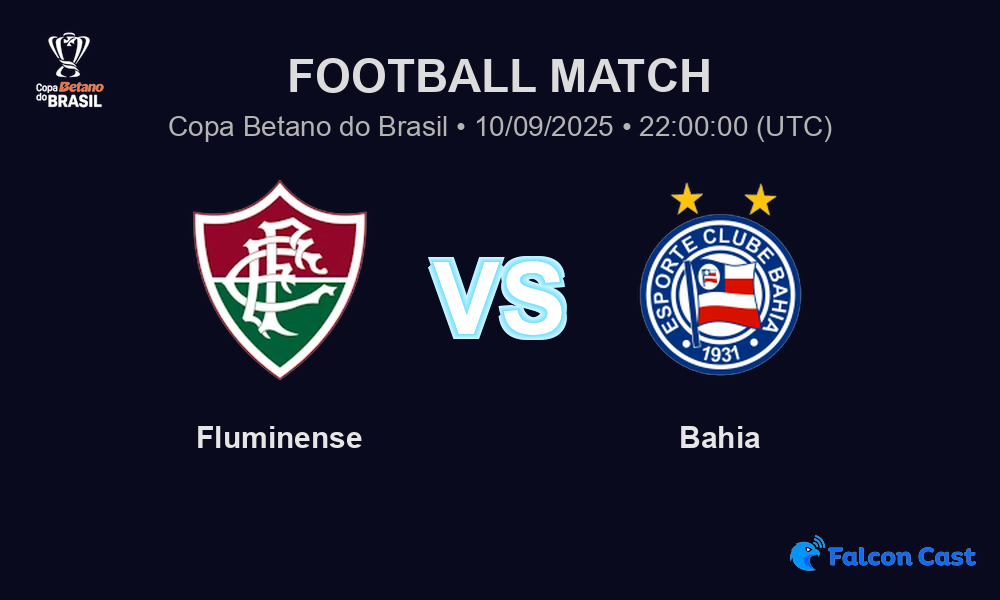 FOOTBALL MATCH
Copa Betano do Brasil • 10/09/2025 • 22:00:00 (UTC)
Copa Betano
do BRASIL
ESPORTE CLUBE BAHIA
• 1931 •
VS
Fluminense
Bahia
Falcon Cast